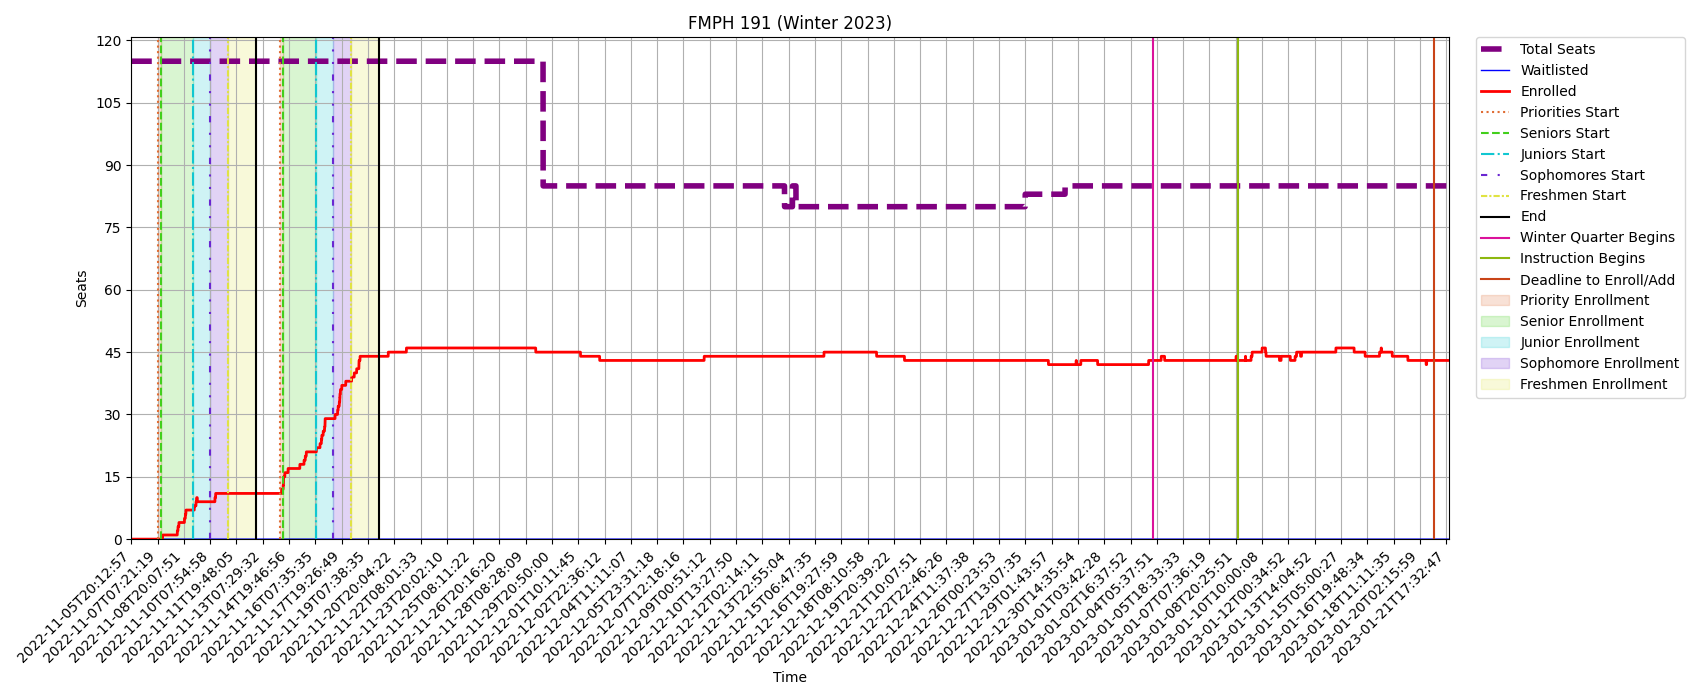 FMPH 191 (Winter 2023)
120
105
90
75
60
45
30
15
0
Seats
2022-11-05T20:12:57
2022-11-07T07:21:19
2022-11-08T20:07:51
2022-11-10T07:54:58
2022-11-11T19:48:05
2022-11-13T07:29:32
2022-11-14T19:46:56
2022-11-16T07:35:35
2022-11-17T19:26:49
2022-11-19T07:38:35
2022-11-20T20:04:22
2022-11-22T08:01:33
2022-11-23T20:02:10
2022-11-25T08:11:22
2022-11-26T20:16:20
2022-11-28T08:28:09
2022-11-29T20:50:00
2022-12-01T10:11:45
2022-12-02T22:36:12
2022-12-04T11:11:07
2022-12-05T23:31:18
2022-12-07T12:18:16
2022-12-09T00:51:12
2022-12-10T13:27:50
2022-12-12T02:14:11
2022-12-13T22:55:04
2022-12-15T06:47:35
2022-12-16T19:27:59
2022-12-18T08:10:58
2022-12-19T20:39:22
2022-12-21T10:07:51
2022-12-22T22:46:26
2022-12-24T11:37:38
2022-12-26T00:23:53
2022-12-27T13:07:35
2022-12-29T01:43:57
2022-12-30T14:35:54
2023-01-01T03:42:28
2023-01-02T16:37:52
2023-01-04T05:37:51
2023-01-05T18:33:33
2023-01-07T07:36:19
2023-01-08T20:25:51
2023-01-10T10:00:08
2023-01-12T00:34:52
2023-01-13T14:04:52
2023-01-15T05:00:27
2023-01-16T19:48:34
2023-01-18T11:11:35
2023-01-20T02:15:59
2023-01-21T17:32:47
Time
Total Seats
Waitlisted
Enrolled
Priorities Start
Seniors Start
Juniors Start
Sophomores Start
Freshmen Start
End
Winter Quarter Begins
Instruction Begins
Deadline to Enroll/Add
Priority Enrollment
Senior Enrollment
Junior Enrollment
Sophomore Enrollment
Freshmen Enrollment